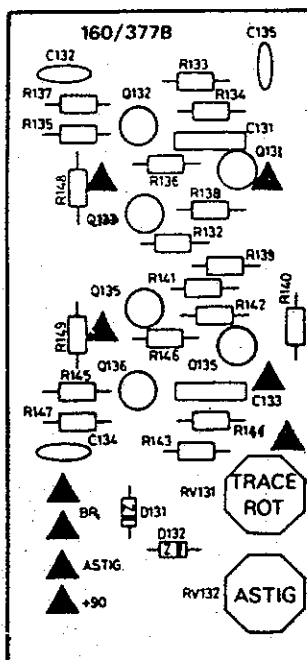 160/377B
C135
C132
R133
R137
Q132
R134
R135
C131
Q131
R148
R136
R138
Q133
R132
R139
R141
R140
Q135
R142
R149
R146
Q136
Q135
R145
C133
R147
R144
C134
R143
RV131
TRACE
ROT
BR
D131
D132
ASTIG
RV132
ASTIG
+90